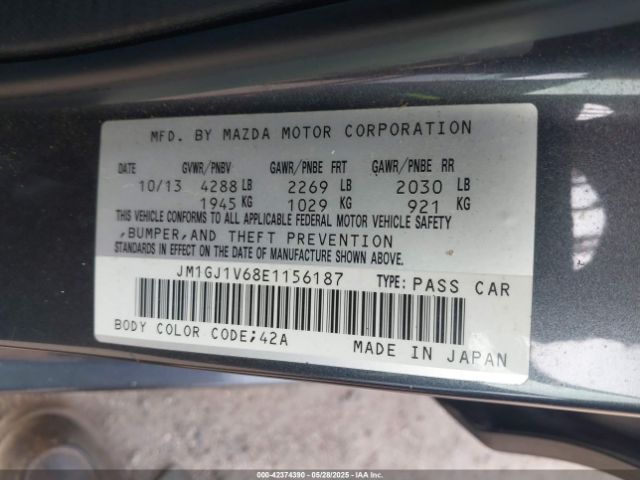 MFD. BY MAZDA MOTOR CORPORATION
DATE GVWR/PNBV GAWR/PNBE FRT GAWR/PNBE RR
10/13 4288 LB 2269 LB 2030 LB
1945 KG 1029 KG 921 KG
THIS VEHICLE CONFORMS TO ALL APPLICABLE FEDERAL MOTOR VEHICLE SAFETY
,BUMPER,AND THEFT PREVENTION
STANDARDS IN EFFECT ON THE DATE OF MANUFACTURE SHOWN ABOVE.
JM1GJ1V68E1156187 TYPE: PASS CAR
BODY COLOR CODE;42A MADE IN JAPAN
000-42374390 | 05/28/2025 | IAAI.CA